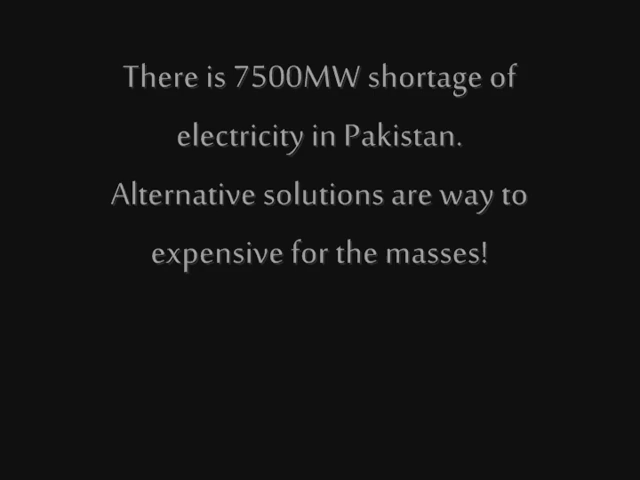 There is 7500MW shortage of
electricity in Pakistan.
Alternative solutions are way to
expensive for the masses!